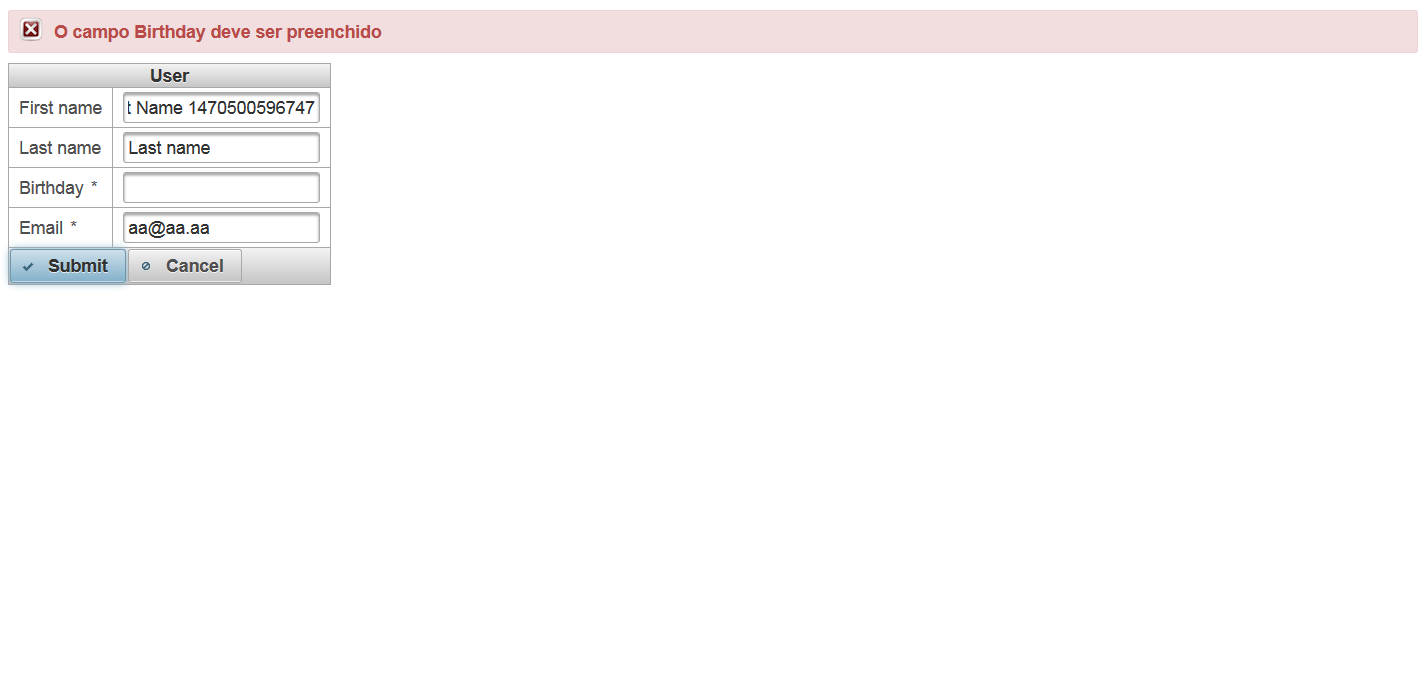 O campo Birthday deve ser preenchido
User
First name t Name 1470500596747
Last name Last name
Birthday *
Email * aa@aa.aa
Submit Cancel